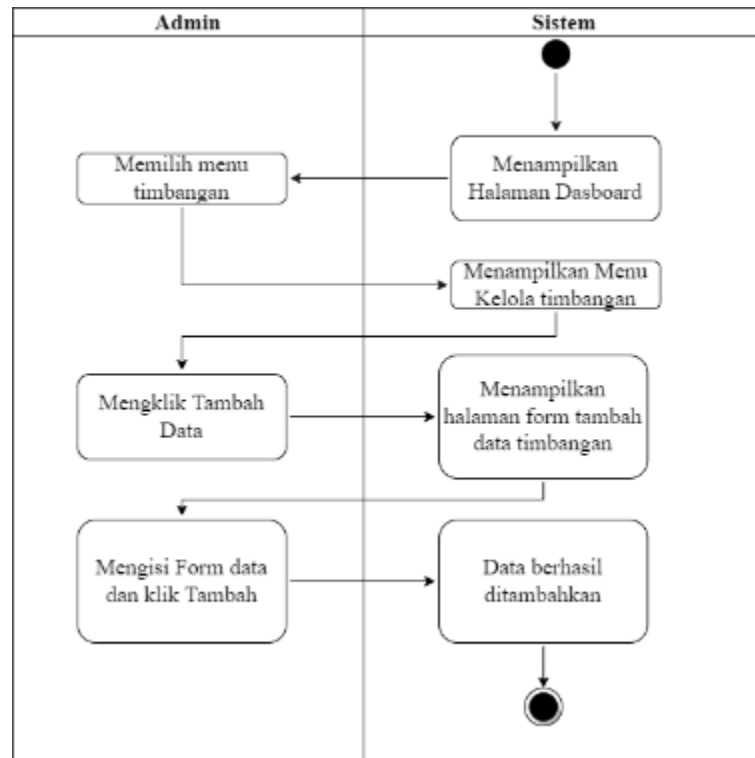 Admin
Sistem
Menampilkan
Halaman Dasboard
Memilih menu
timbangan
Menampilkan Menu
Kelola timbangan
Mengklik Tambah
Data
Menampilkan
halaman form tambah
data timbangan
Mengisi Form data
dan klik Tambah
Data berhasil
ditambahkan